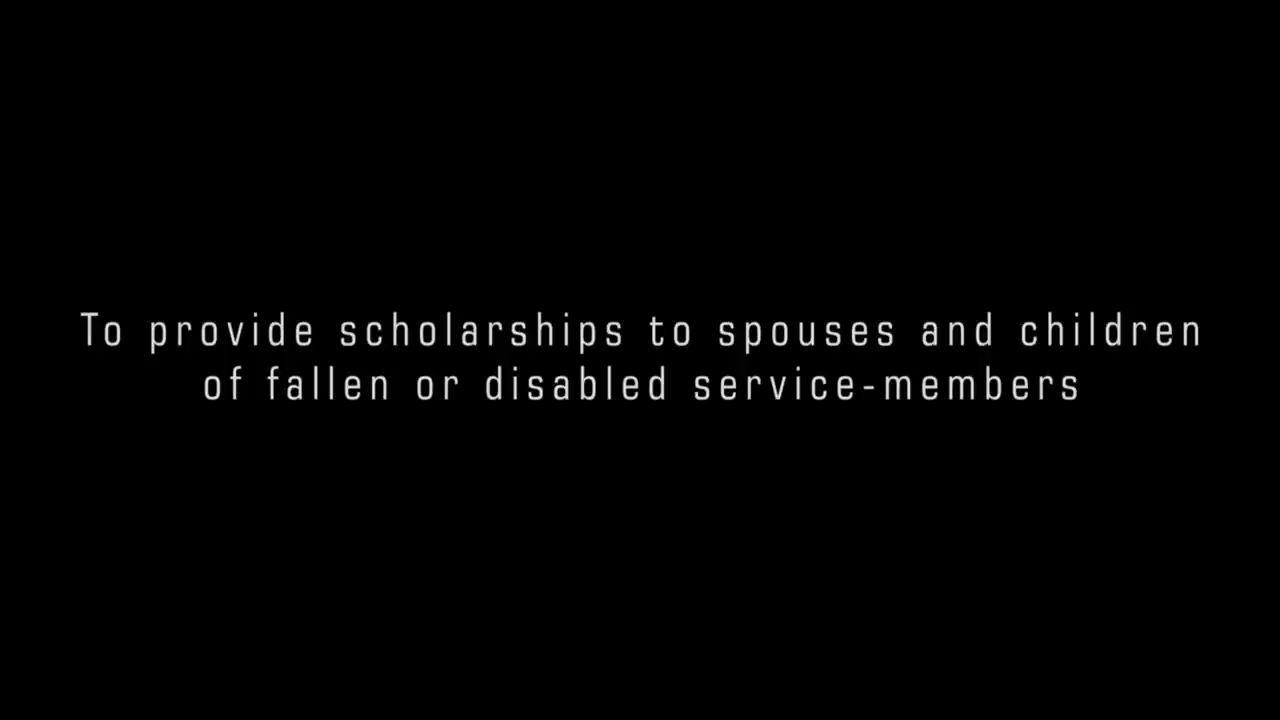 To provide scholarships to spouses and children
of fallen or disabled service-members